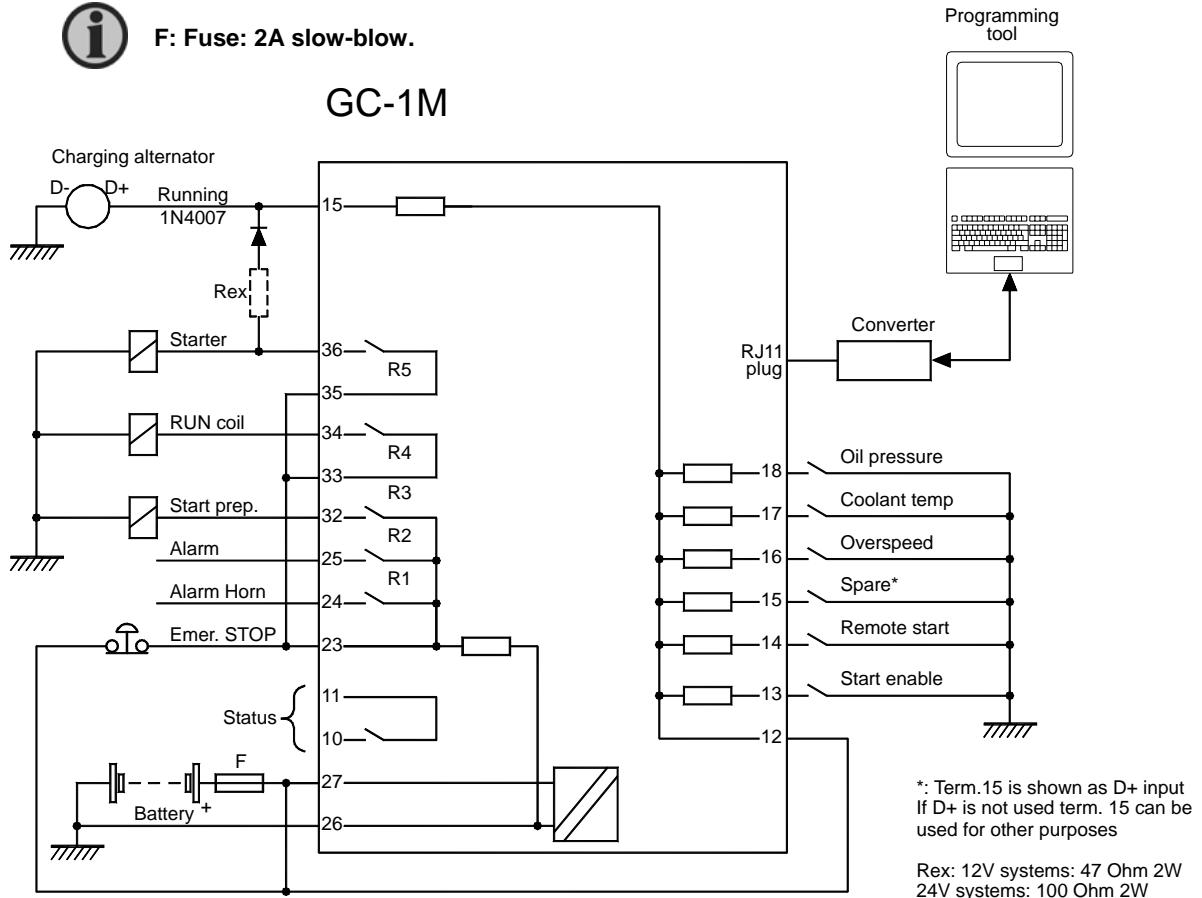 F: Fuse: 2A slow-blow.
Programming
tool
GC-1M
Charging alternator
D-
D+
Running
1N4007
15
Rex
Starter
36
R5
35
RUN coil
34
R4
33
R3
Start prep.
32
R2
Alarm
25
R1
Alarm Horn
24
Emer. STOP
23
Status
11
10
F
27
Battery
+
26
Converter
RJ11
plug
18
Oil pressure
17
Coolant temp
16
Overspeed
15
Spare*
14
Remote start
13
Start enable
12
*: Term.15 is shown as D+ input
If D+ is not used term. 15 can be
used for other purposes
Rex: 12V systems: 47 Ohm 2W
24V systems: 100 Ohm 2W